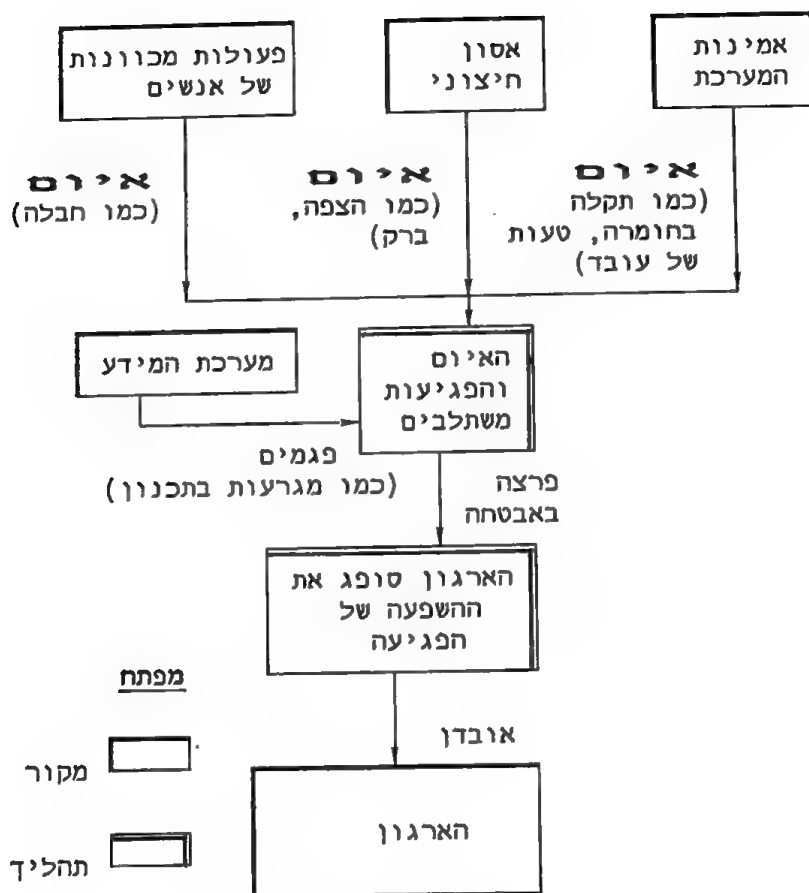 אמינות
המערכת
אסון
חיצוני
פעולות מכוונות
של אנשים
איום
(כמו תקלה
בחומרה, טעות
של עובד)
איום
(כמו הצפה,
ברק)
איום
(כמו חבלה)
האיום
והפגיעות
משתלבים
מערכת המידע
פגמים
(כמו מגרעות בתכנון)
פרצה
באבטחה
הארגון סופג את
ההשפעה של
הפגיעה
מפתח
מקור
תהליך
אובדן
הארגון